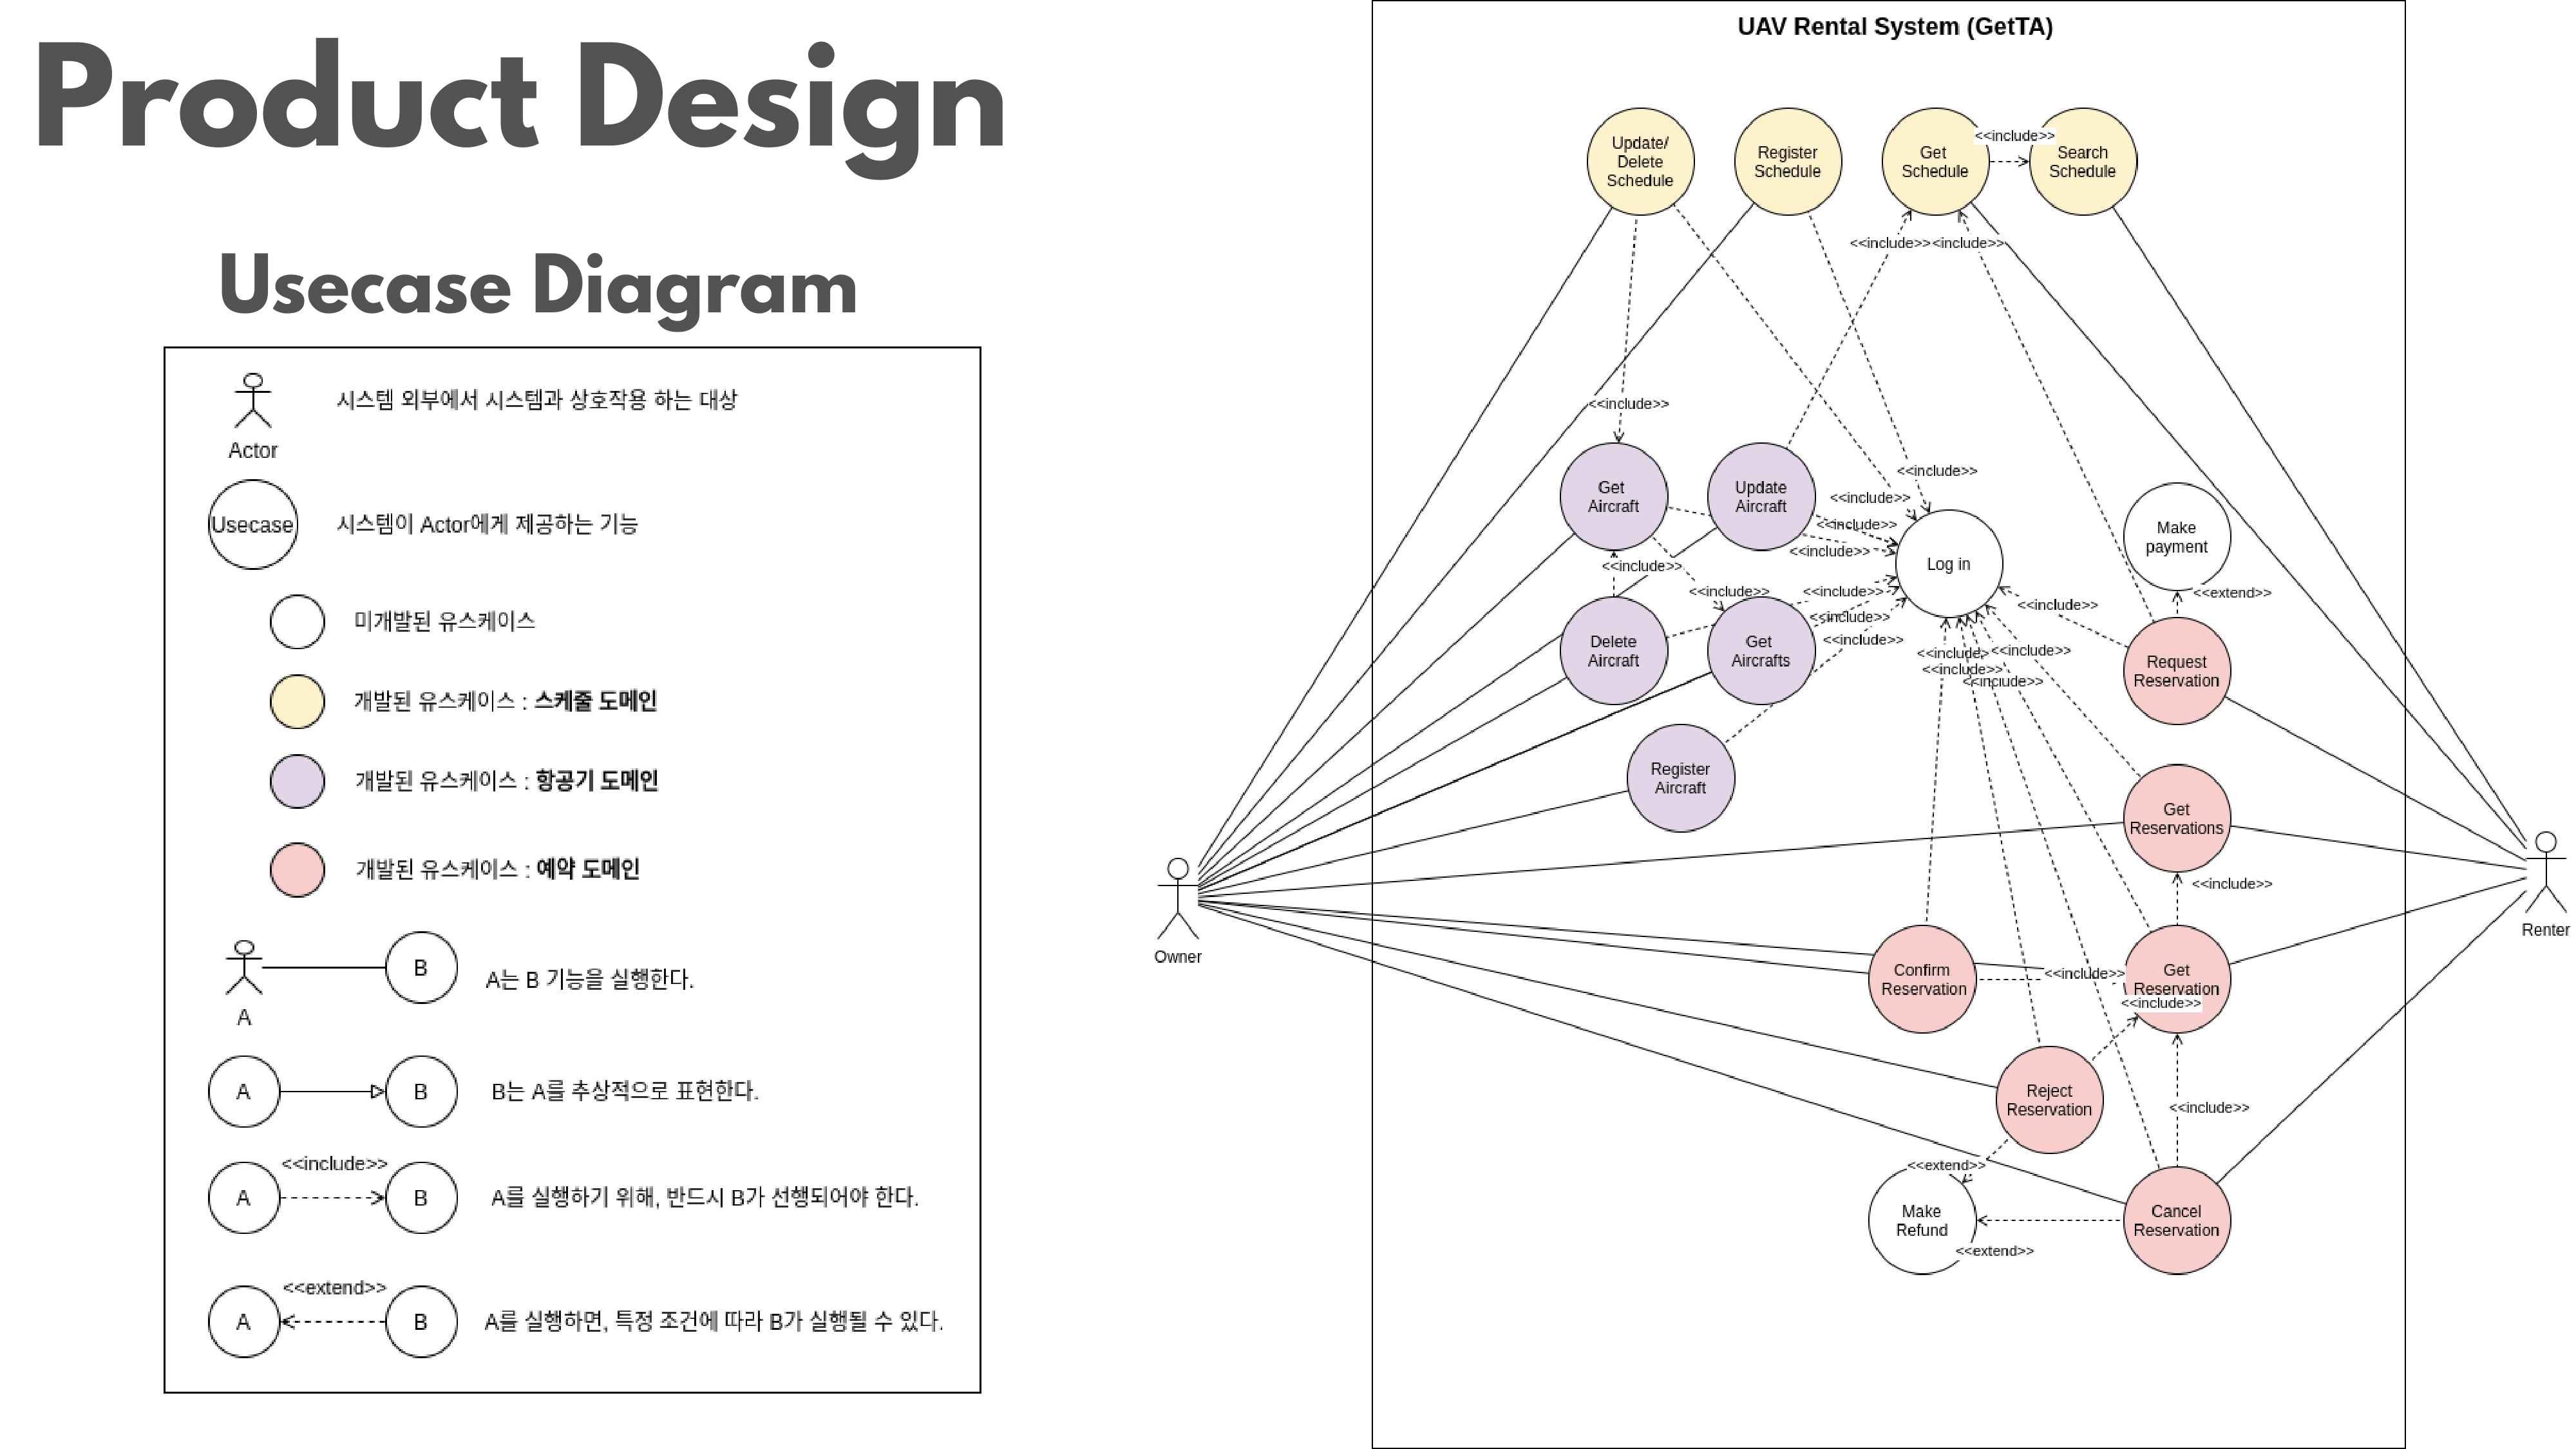 Product Design
Usecase Diagram
Actor
시스템 외부에서 시스템과 상호작용 하는 대상
Usecase
시스템이 Actor에게 제공하는 기능
미개발된 유스케이스
개발된 유스케이스 : 스케줄 도메인
개발된 유스케이스 : 항공기 도메인
개발된 유스케이스 : 예약 도메인
A
B
A는 B 기능을 실행한다.
A
B
B는 A를 추상적으로 표현한다.
<<include>>
A
B
A를 실행하기 위해, 반드시 B가 선행되어야 한다.
<<extend>>
A
B
A를 실행하면, 특정 조건에 따라 B가 실행될 수 있다.
UAV Rental System (GetTA)
Update/
Delete
Schedule
Register
Schedule
Get
Schedule
<<include>>
Search
Schedule
<<include>>
<<include>>
<<include>>
Get
Aircraft
Update
Aircraft
<<include>>
<<include>>
<<include>>
<<include>>
Log in
Make
payment
<<extend>>
<<include>>
<<include>>
<<include>>
<<include>>
<<include>>
<<include>>
Delete
Aircraft
Get
Aircrafts
<<include>>
<<include>>
<<include>>
<<include>>
Request
Reservation
Register
Aircraft
Get
Reservations
<<include>>
Owner
Renter
Confirm
Reservation
<<include>>
Get
Reservation
<<include>>
Reject
Reservation
<<include>>
<<extend>>
Make
Refund
<<extend>>
Cancel
Reservation